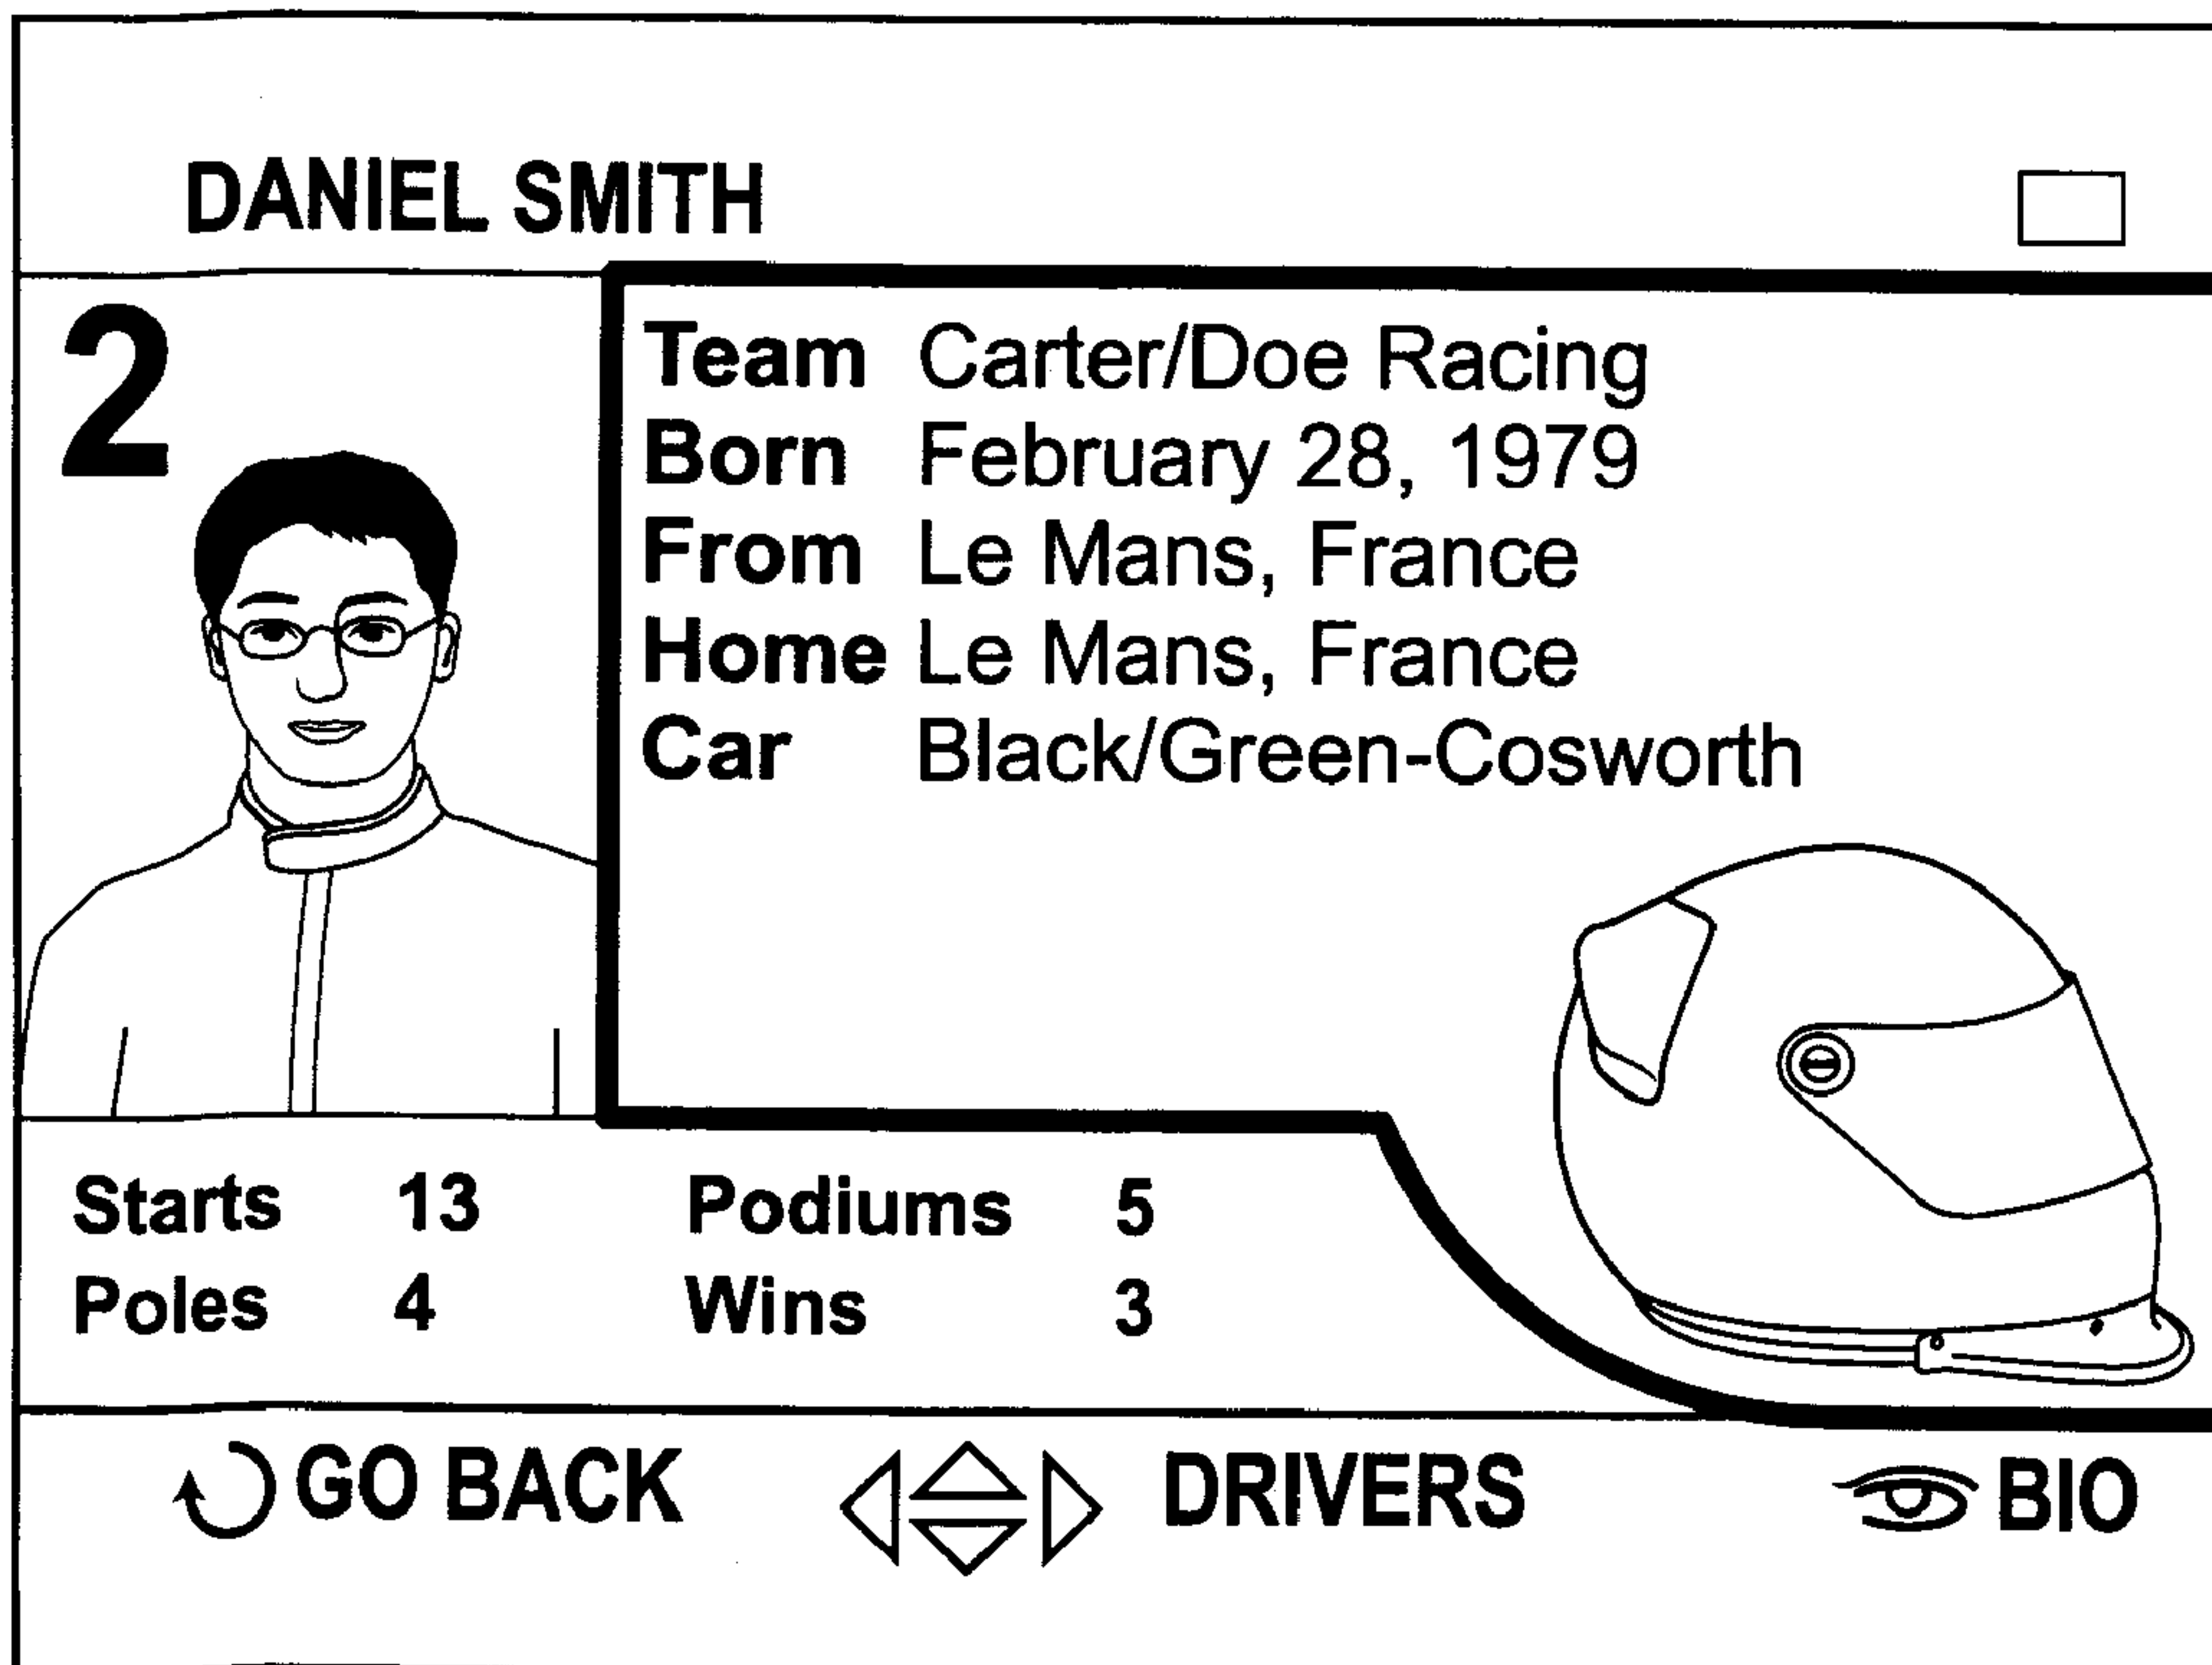 DANIEL SMITH
2
Team Carter/Doe Racing
Born February 28, 1979
From Le Mans, France
Home Le Mans, France
Car Black/Green-Cosworth
Starts 13 Podiums 5
Poles 4 Wins 3
GO BACK DRIVERS BIO